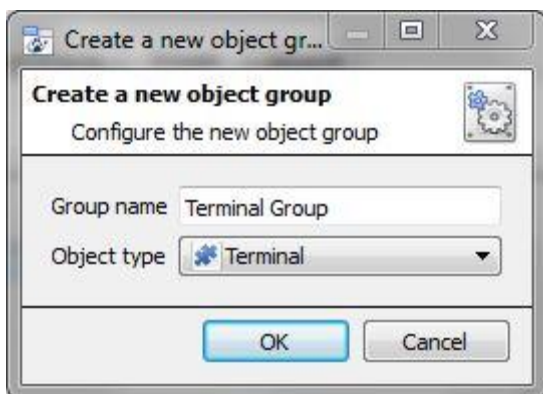 Create a new object gr...
Create a new object group
Configure the new object group
Group name Terminal Group
Object type Terminal
OK Cancel